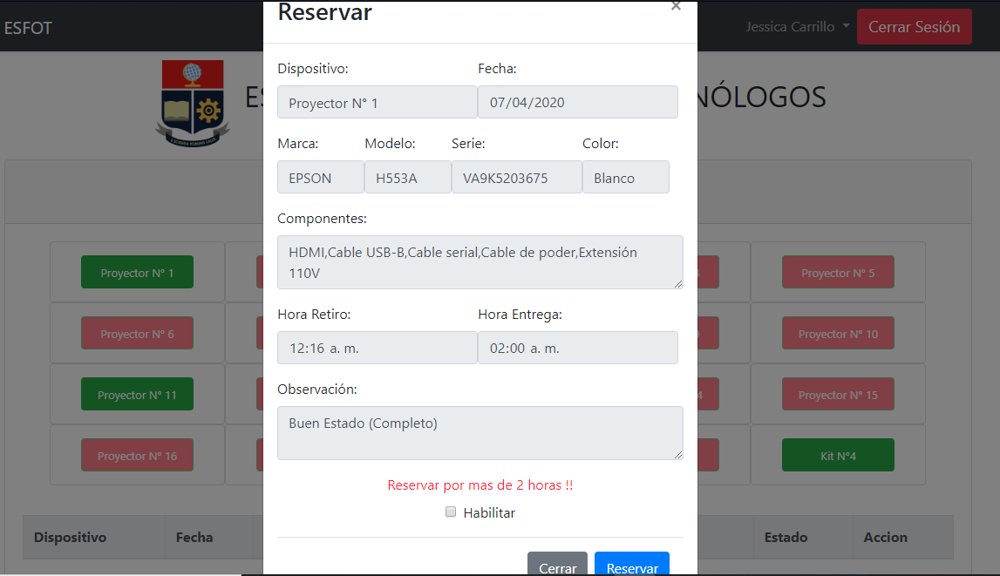 ESFOT
Reservar
×
Jessica Carrillo
Cerrar Sesión
NÓLOGOS
Dispositivo: Fecha:
Proyector N° 1 07/04/2020
Marca: Modelo: Serie: Color:
EPSON H553A VA9K5203675 Blanco
Componentes:
HDMI,Cable USB-B,Cable serial,Cable de poder,Extensión
110V
Hora Retiro: Hora Entrega:
12:16 a. m. 02:00 a. m.
Observación:
Buen Estado (Completo)
Reservar por mas de 2 horas !!
Habilitar
Cerrar Reservar
Proyector N° 1 Proyector N° 5
Proyector N° 6 Proyector N° 10
Proyector N° 11 4 Proyector N° 15
Proyector N° 16 Kit N°4
Dispositivo Fecha Estado Accion